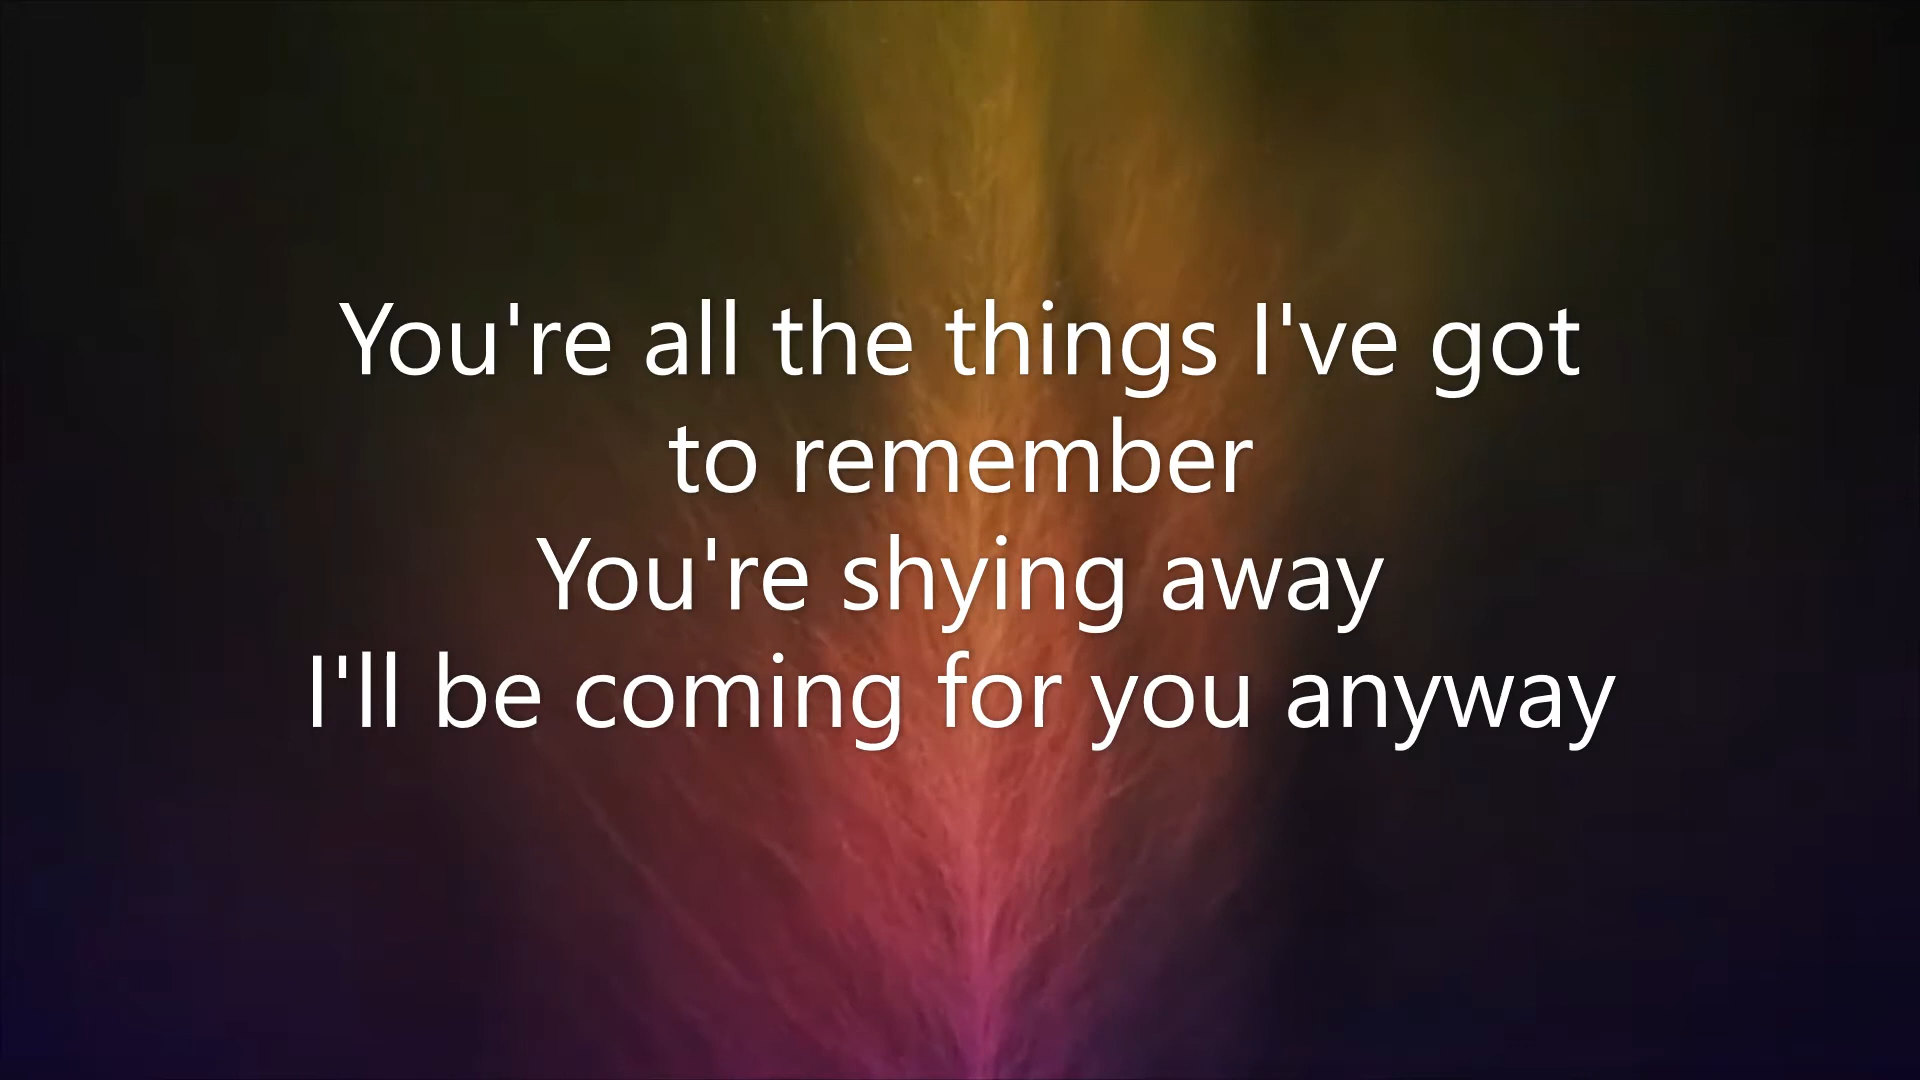 You're all the things I've got
to remember
You're shying away
I'll be coming for you anyway